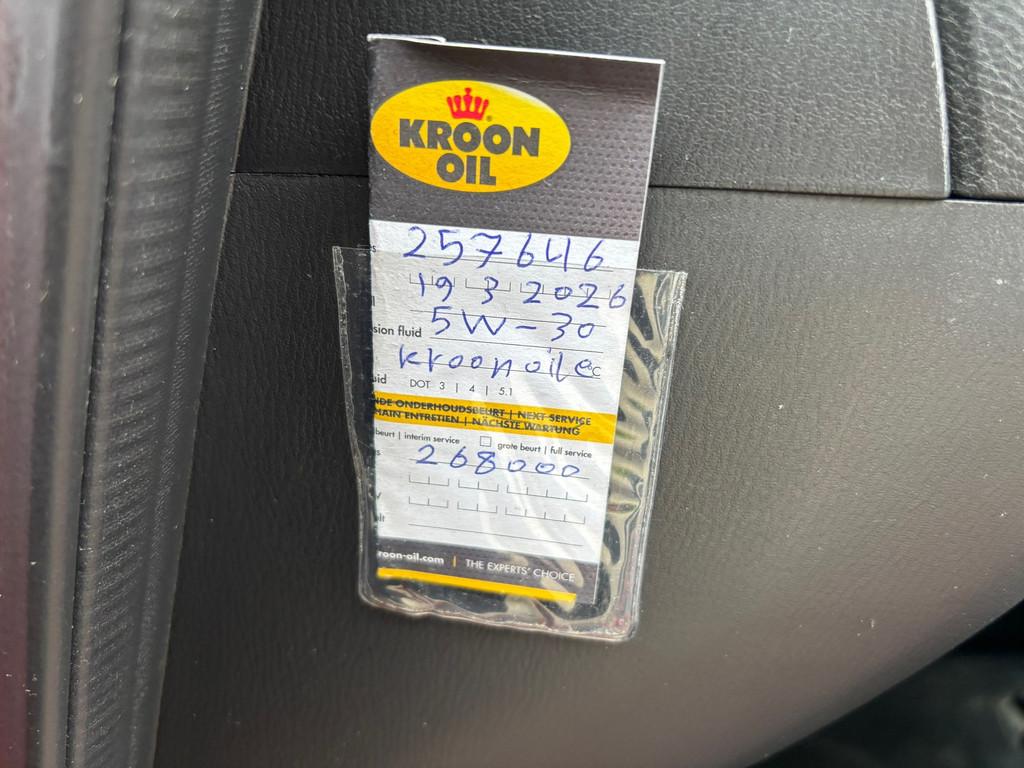 KROON
OIL
257646
19 3 2026
sion fluid 5W-30
kroon oil °C
uid DOT 3 | 4 | 5.1
NDE ONDERHOUDSBEURT | NEXT SERVICE
MAIN ENTRETIEN | NÄCHSTE WARTUNG
beurt | interim service grote beurt | full service
268000
roon-oil.com | THE EXPERTS' CHOICE